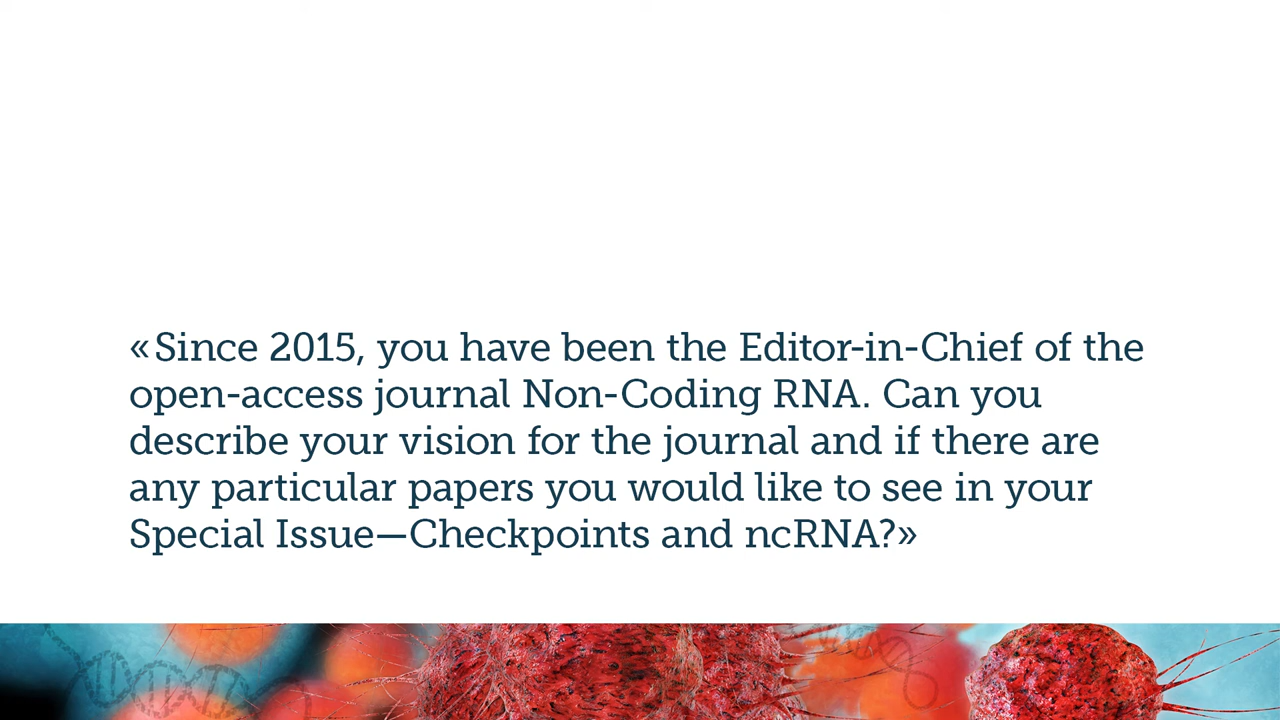 «Since 2015, you have been the Editor-in-Chief of the
open-access journal Non-Coding RNA. Can you
describe your vision for the journal and if there are
any particular papers you would like to see in your
Special Issue—Checkpoints and ncRNA?»